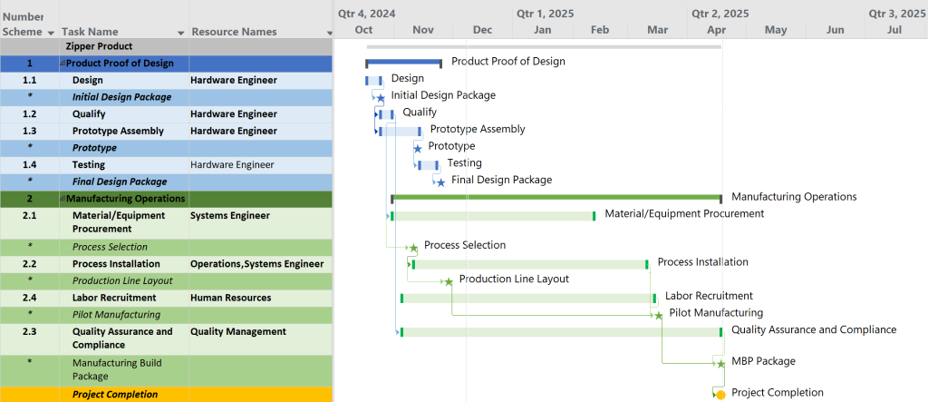 Number Scheme Task Name Resource Names
Qtr 4, 2024 Qtr 1, 2025 Qtr 2, 2025 Qtr 3, 2025
Oct Nov Dec Jan Feb Mar Apr May Jun Jul
Zipper Product
1 Product Proof of Design Product Proof of Design
1.1 Design Hardware Engineer Design
* Initial Design Package Initial Design Package
1.2 Qualify Hardware Engineer Qualify
1.3 Prototype Assembly Hardware Engineer Prototype Assembly
* Prototype Prototype
1.4 Testing Hardware Engineer Testing
* Final Design Package Final Design Package
2 Manufacturing Operations Manufacturing Operations
2.1 Material/Equipment Procurement Systems Engineer Material/Equipment Procurement
* Process Selection Process Selection
2.2 Process Installation Operations,Systems Engineer Process Installation
* Production Line Layout Production Line Layout
2.4 Labor Recruitment Human Resources Labor Recruitment
* Pilot Manufacturing Pilot Manufacturing
2.3 Quality Assurance and Compliance Quality Management Quality Assurance and Compliance
* Manufacturing Build Package MBP Package
Project Completion Project Completion